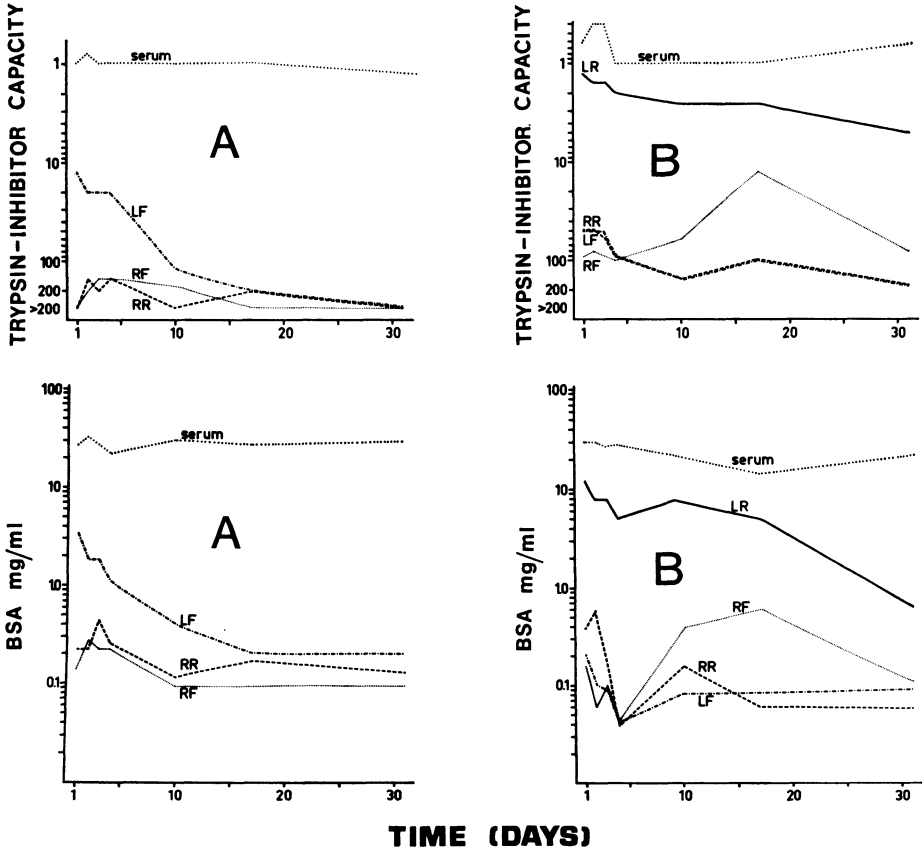 TRYPSIN-INHIBITOR CAPACITY
1
10
100
200
>200
serum
A
LF
RF
RR
1
10
20
30
TRYPSIN-INHIBITOR. CAPACITY
1
10
100
200
>200
serum
LR
B
RR
LF
RF
1
10
20
30
BSA mg/ml
100
10
1.0
0.1
serum
A
LF
RR
RF
1
10
20
30
BSA mg/ml
100
10
1.0
0.1
serum
LR
B
RF
RR
LF
1
10
20
30
TIME (DAYS)